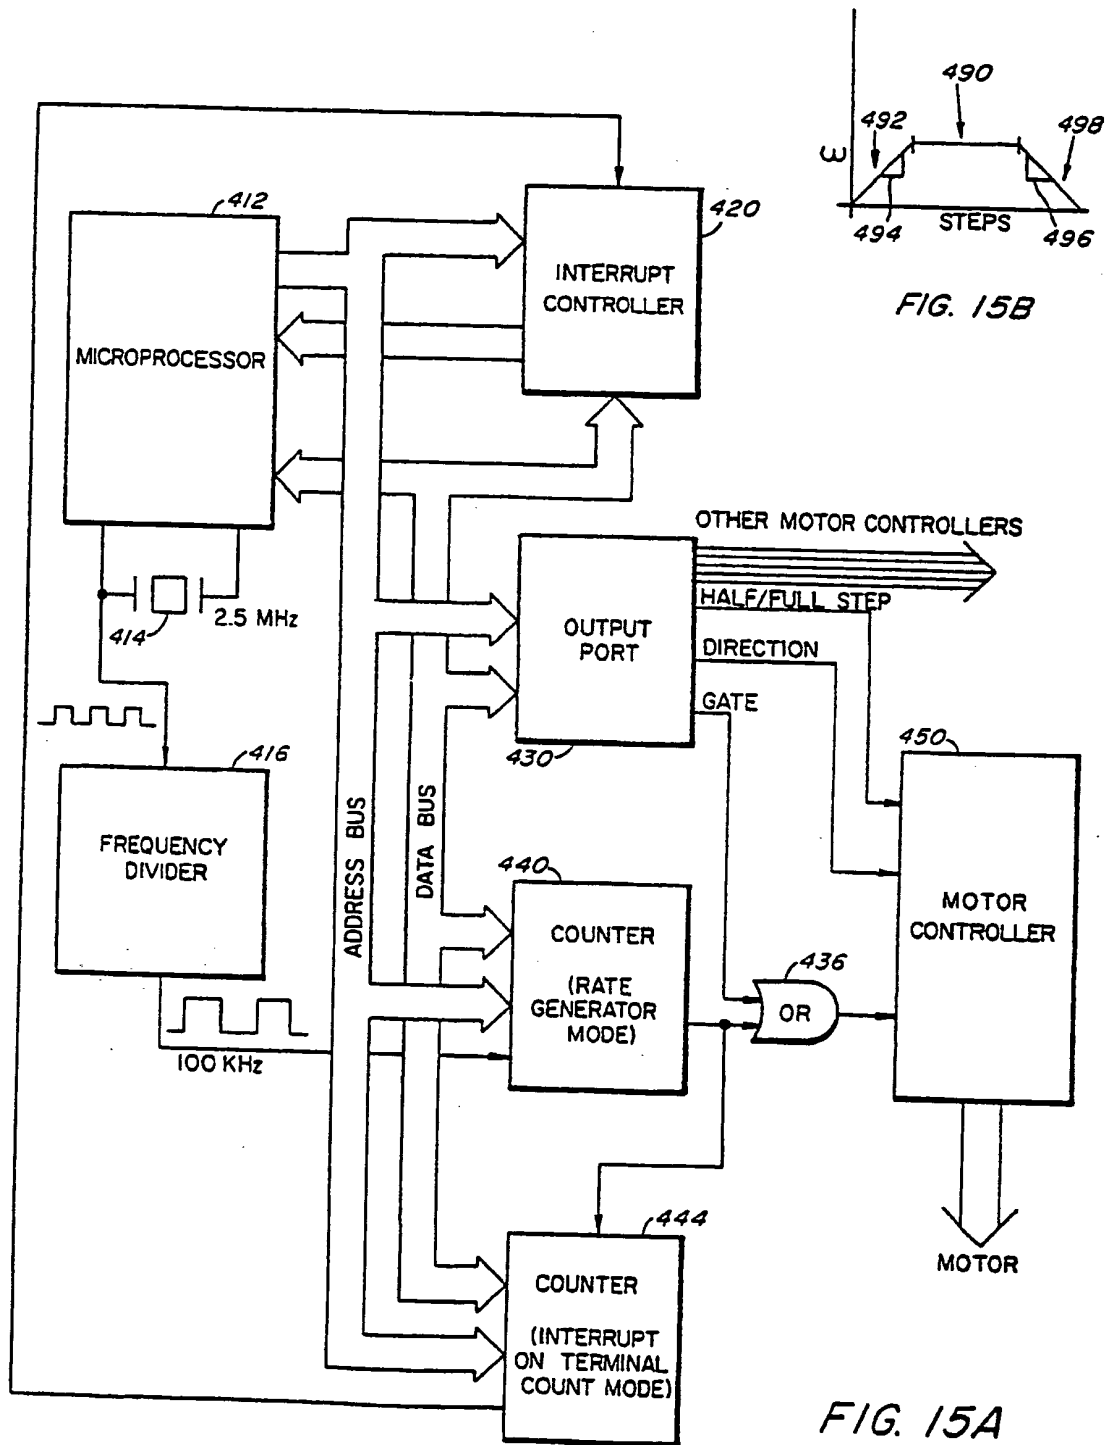 490
492
498
ω
STEPS
494
496
FIG. 15B
412
420
INTERRUPT
CONTROLLER
MICROPROCESSOR
OTHER MOTOR CONTROLLERS
HALF/FULL STEP
414
2.5 MHz
OUTPUT
PORT
DIRECTION
GATE
430
416
450
FREQUENCY
DIVIDER
ADDRESS BUS
DATA BUS
440
COUNTER
(RATE
GENERATOR
MODE)
436
OR
MOTOR
CONTROLLER
100 KHz
444
COUNTER
(INTERRUPT
ON TERMINAL
COUNT MODE)
MOTOR
FIG. 15A